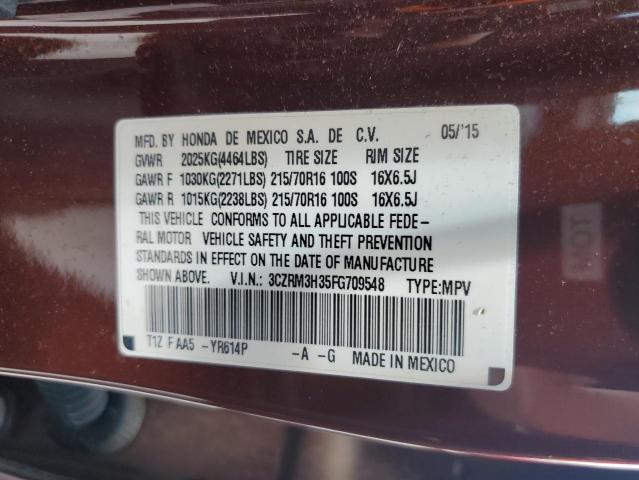 MFD. BY HONDA DE MEXICO S.A. DE C.V. 05/'15
GVWR 2025KG(4464LBS) TIRE SIZE RIM SIZE
GAWR F 1030KG(2271LBS) 215/70R16 100S 16X6.5J
GAWR R 1015KG(2238LBS) 215/70R16 100S 16X6.5J
THIS VEHICLE CONFORMS TO ALL APPLICABLE FEDE-
RAL MOTOR VEHICLE SAFETY AND THEFT PREVENTION
STANDARDS IN EFFECT ON THE DATE OF MANUFACTURE
SHOWN ABOVE. V.I.N.: 3CZRM3H35FG709548 TYPE:MPV
T1Z F AA5 -YR614P -A -G MADE IN MEXICO